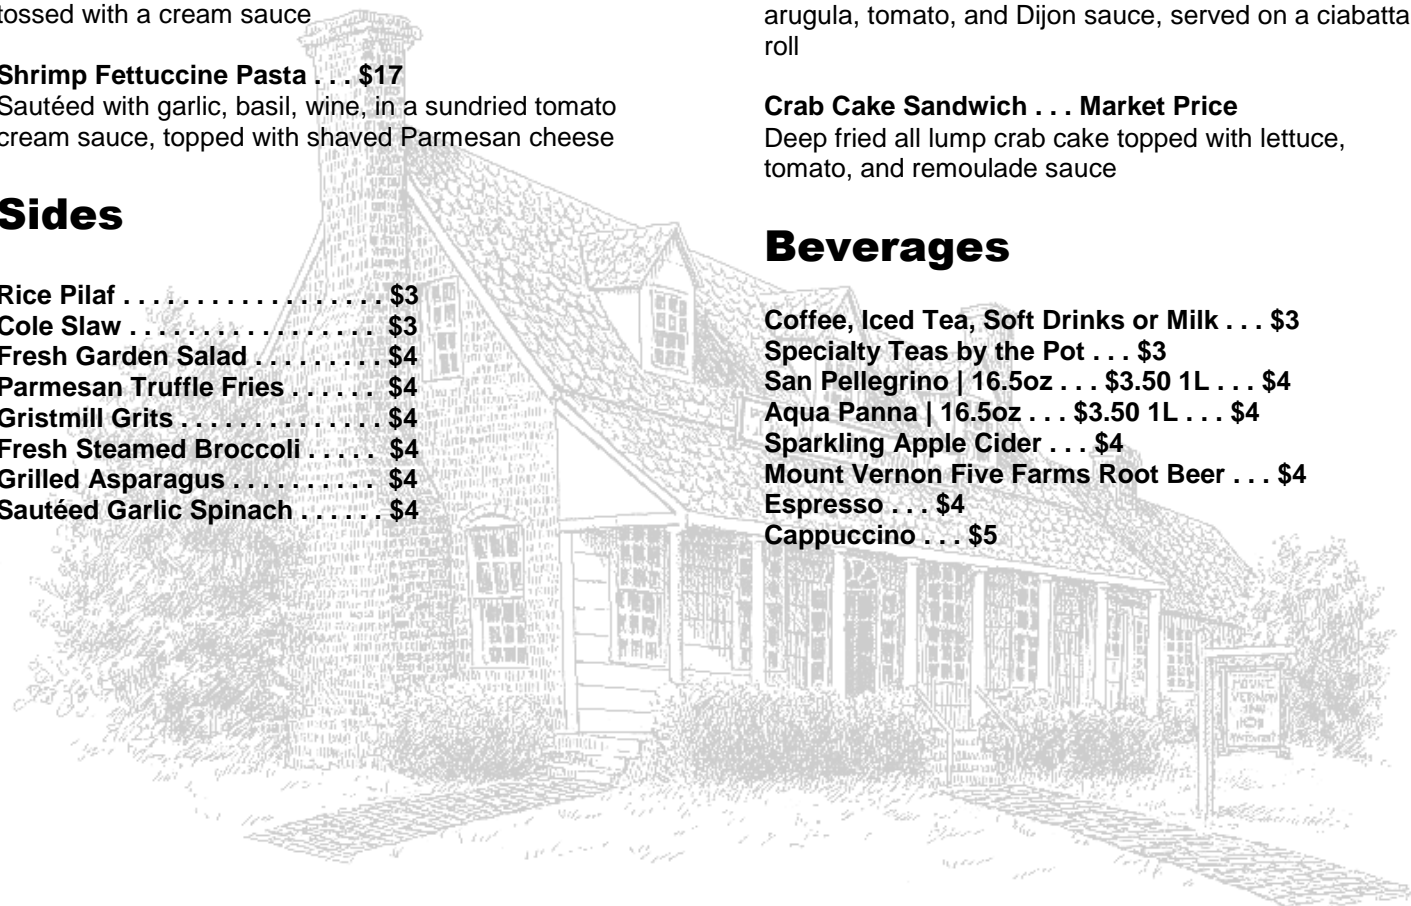 tossed with a cream sauce
Shrimp Fettuccine Pasta . . . $17
Sautéed with garlic, basil, wine, in a sundried tomato
cream sauce, topped with shaved Parmesan cheese
Sides
Rice Pilaf . . . . . . . . . . . . . . . . . . $3
Cole Slaw . . . . . . . . . . . . . . . . . $3
Fresh Garden Salad . . . . . . . . . $4
Parmesan Truffle Fries . . . . . . $4
Gristmill Grits . . . . . . . . . . . . . . $4
Fresh Steamed Broccoli . . . . . $4
Grilled Asparagus . . . . . . . . . . $4
Sautéed Garlic Spinach . . . . . . $4
arugula, tomato, and Dijon sauce, served on a ciabatta
roll
Crab Cake Sandwich . . . Market Price
Deep fried all lump crab cake topped with lettuce,
tomato, and remoulade sauce
Beverages
Coffee, Iced Tea, Soft Drinks or Milk . . . $3
Specialty Teas by the Pot . . . $3
San Pellegrino | 16.5oz . . . $3.50 1L . . . $4
Aqua Panna | 16.5oz . . . $3.50 1L . . . $4
Sparkling Apple Cider . . . $4
Mount Vernon Five Farms Root Beer . . . $4
Espresso . . . $4
Cappuccino . . . $5